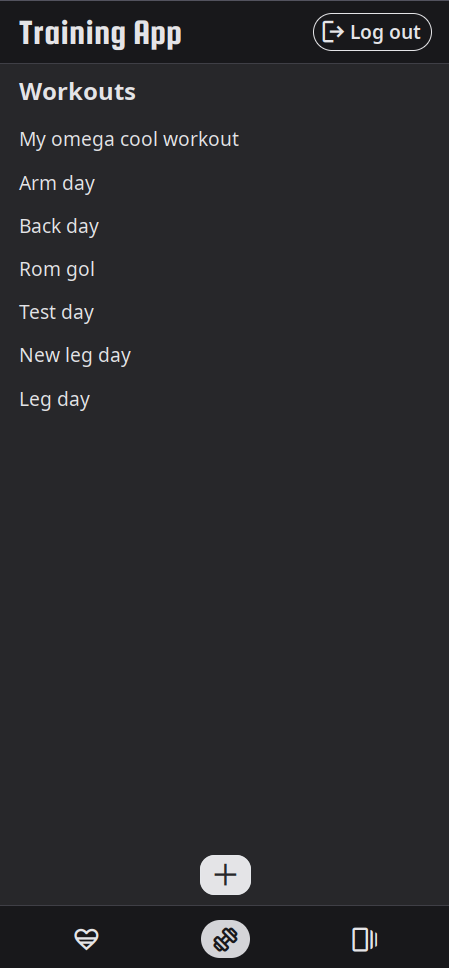 Training App
Log out
Workouts
My omega cool workout
Arm day
Back day
Rom gol
Test day
New leg day
Leg day